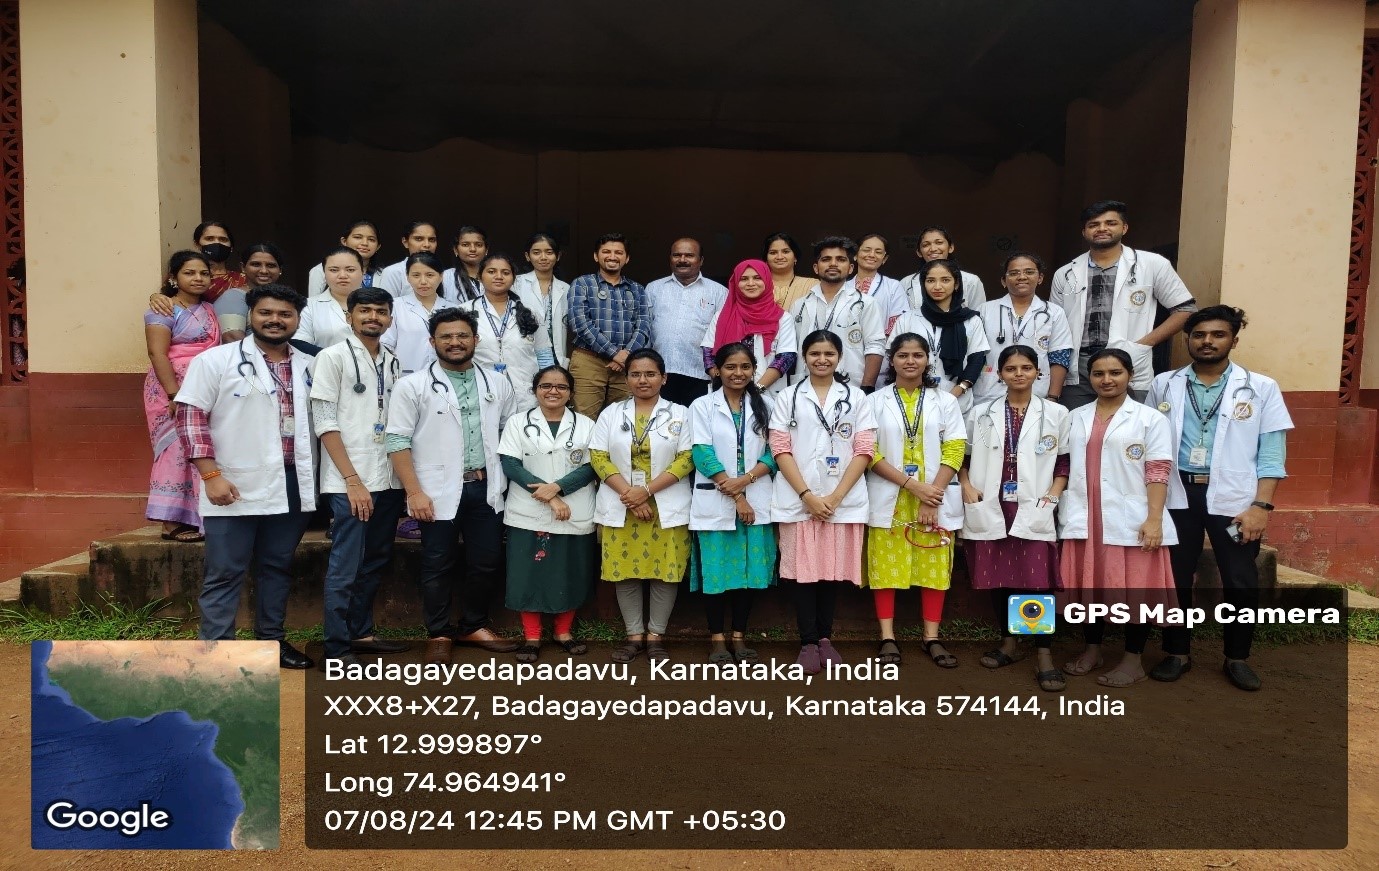 GPS Map Camera
Badagayedapadavu, Karnataka, India
XXX8+X27, Badagayedapadavu, Karnataka 574144, India
Lat 12.999897°
Long 74.964941°
07/08/24 12:45 PM GMT +05:30
Google